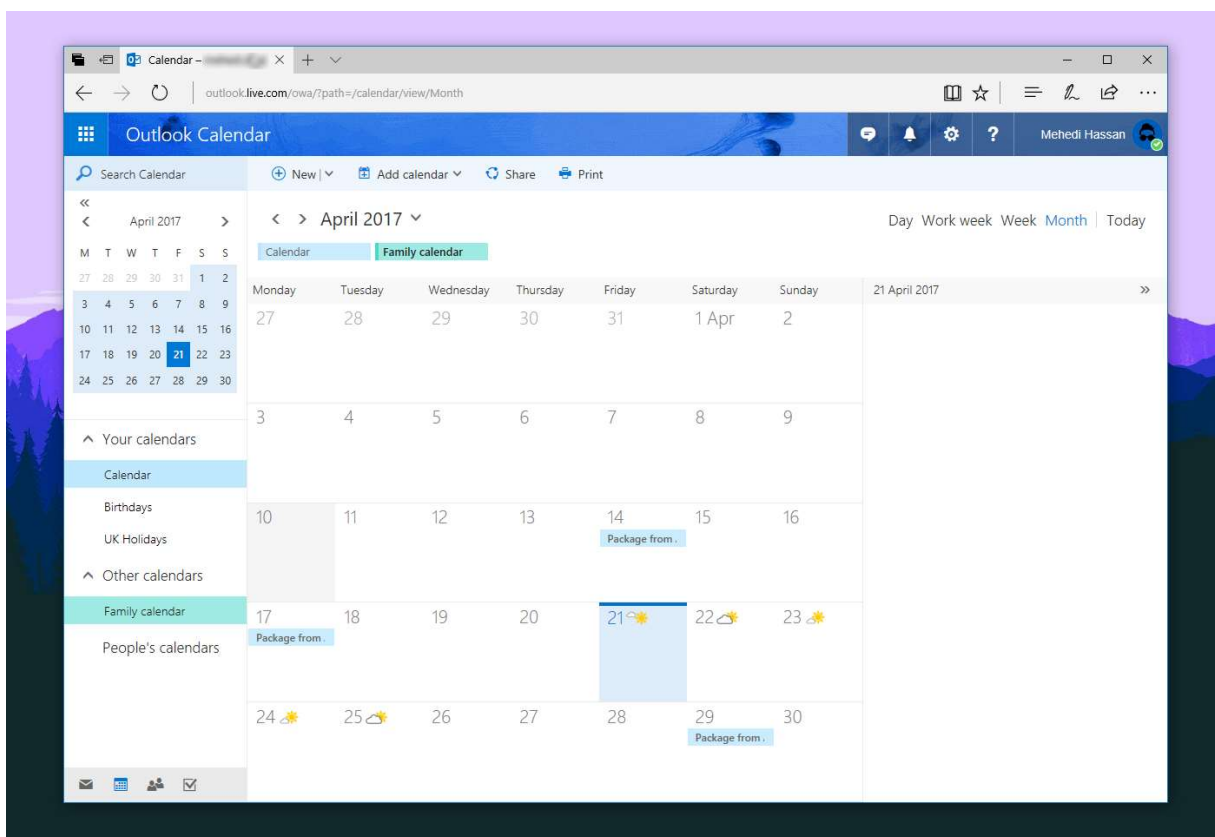 Calendar –
outlook.live.com/owa/?path=/calendar/view/Month
Outlook Calendar
? Mehedi Hassan
Search Calendar
New Add calendar Share Print
April 2017
M T W T F S S
27 28 29 30 31 1 2
3 4 5 6 7 8 9
10 11 12 13 14 15 16
17 18 19 20 21 22 23
24 25 26 27 28 29 30
Your calendars
Calendar
Birthdays
UK Holidays
Other calendars
Family calendar
People's calendars
April 2017
Day Work week Week Month Today
Calendar Family calendar
Monday Tuesday Wednesday Thursday Friday Saturday Sunday
27 28 29 30 31 1 Apr 2
3 4 5 6 7 8 9
10 11 12 13 14 15 16
Package from .
17 18 19 20 21 22 23
Package from .
24 25 26 27 28 29 30
Package from .
21 April 2017